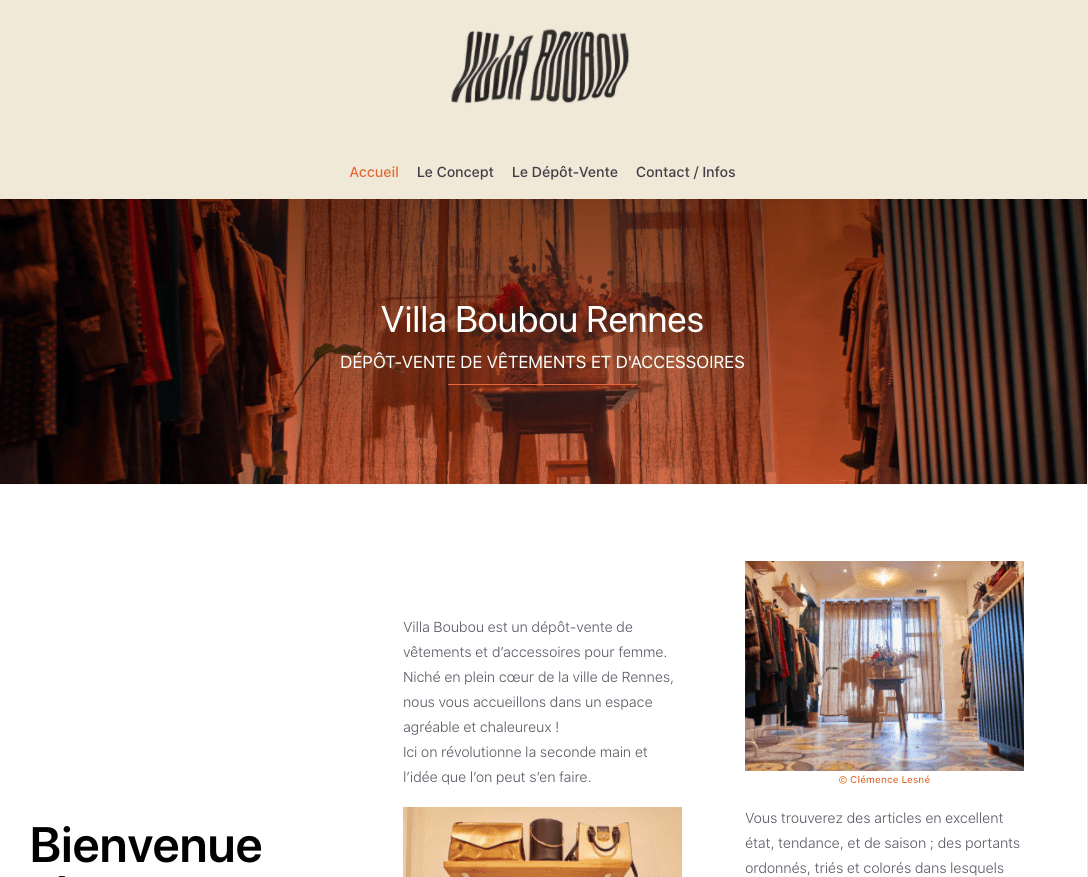 VILLA BOUBOU
Accueil
Le Concept
Le Dépôt-Vente
Contact / Infos
Villa Boubou Rennes
DÉPÔT-VENTE DE VÊTEMENTS ET D'ACCESSOIRES
Bienvenue
Villa Boubou est un dépôt-vente de
vêtements et d’accessoires pour femme.
Niché en plein cœur de la ville de Rennes,
nous vous accueillons dans un espace
agréable et chaleureux !
Ici on révolutionne la seconde main et
l’idée que l’on peut s’en faire.
© Clémence Lesné
Vous trouverez des articles en excellent
état, tendance, et de saison ; des portants
ordonnés, triés et colorés dans lesquels